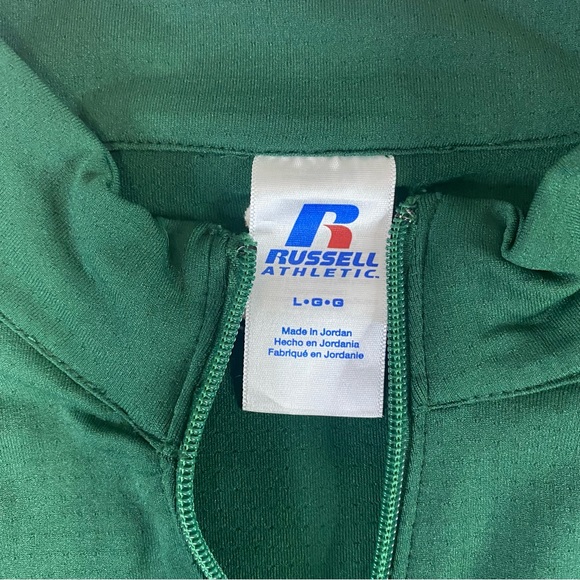 R
RUSSELL
ATHLETIC
L•G•G
Made in Jordan
Hecho en Jordania
Fabriqué en Jordanie